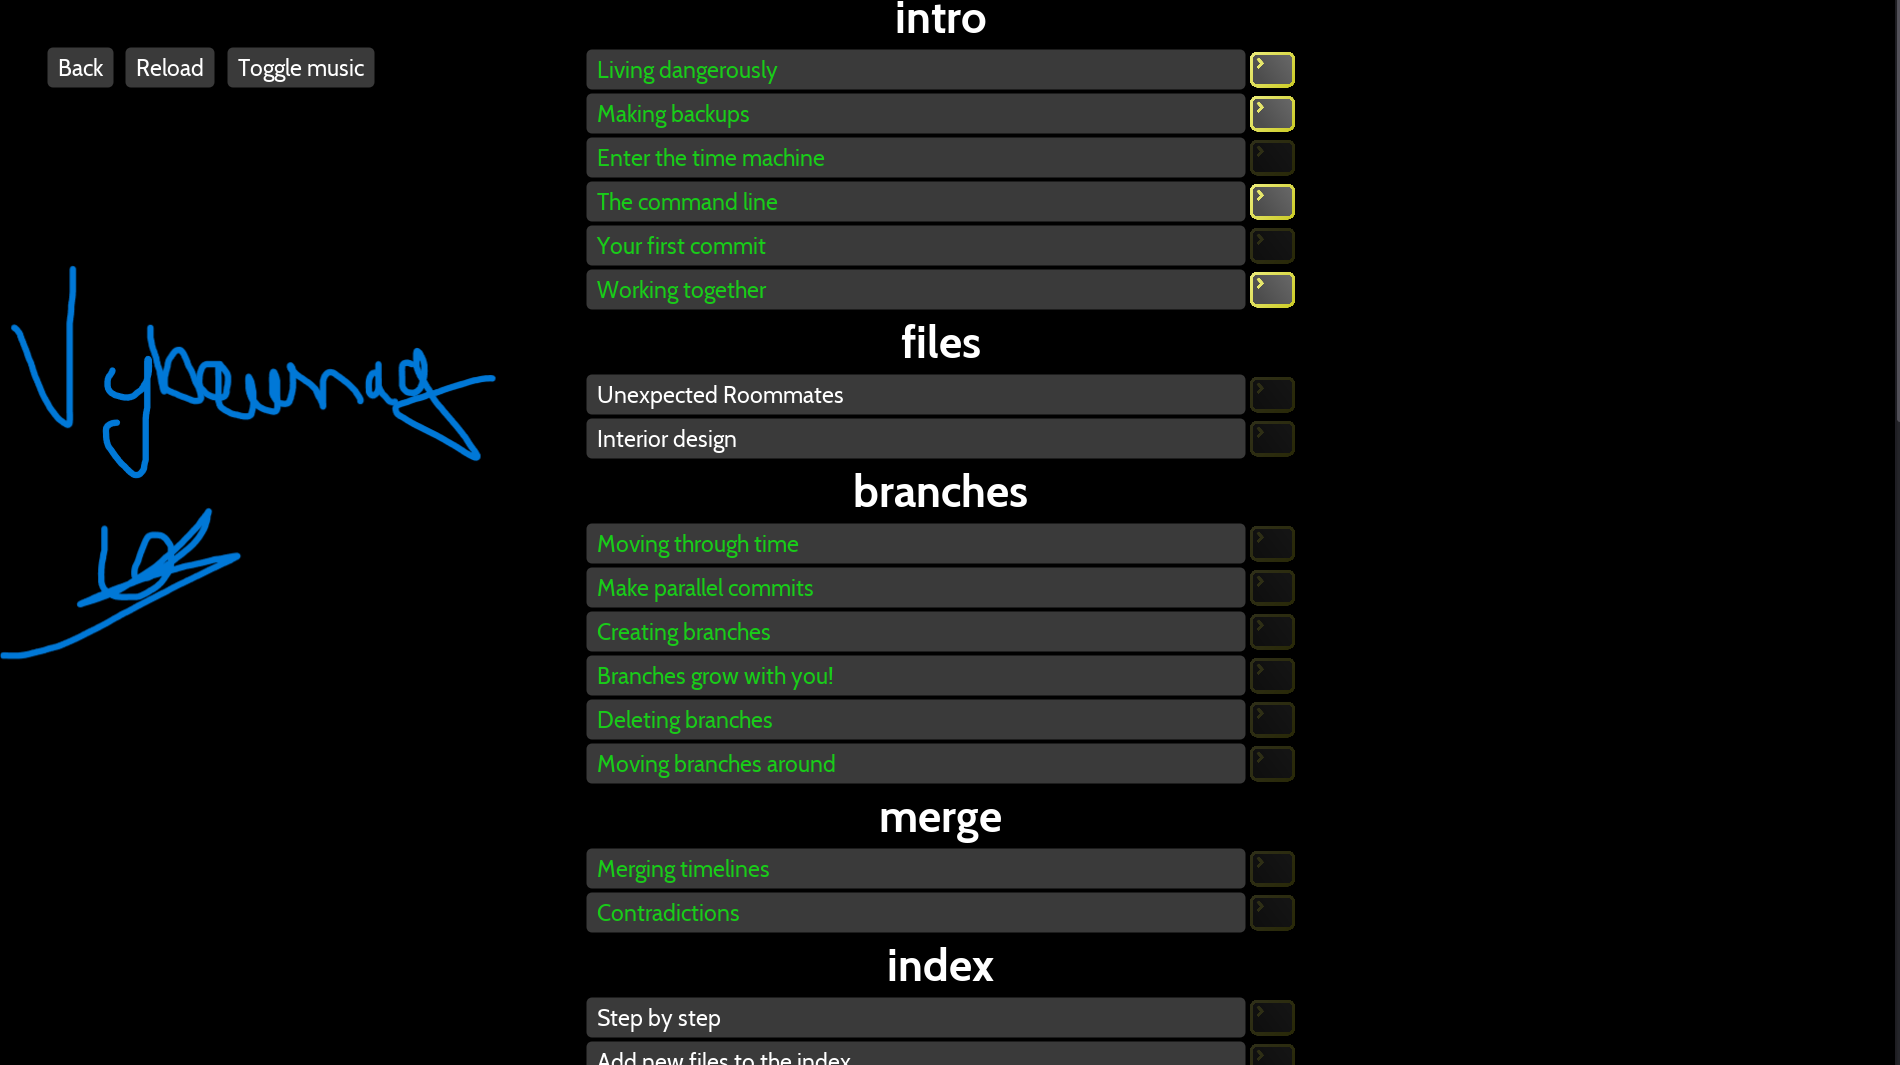 intro
Back Reload Toggle music
Living dangerously
Making backups
Enter the time machine
The command line
Your first commit
Working together
files
Unexpected Roommates
Interior design
branches
Moving through time
Make parallel commits
Creating branches
Branches grow with you!
Deleting branches
Moving branches around
merge
Merging timelines
Contradictions
index
Step by step
Add new files to the index